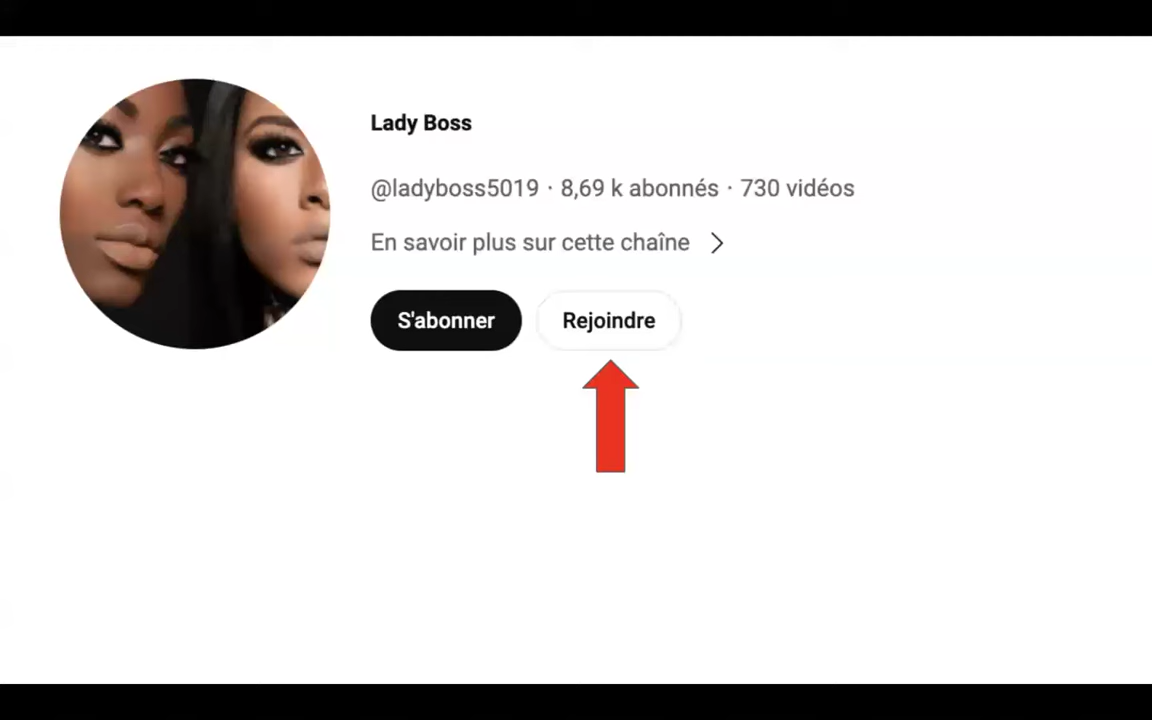 Lady Boss
@ladyboss5019 · 8,69 k abonnés · 730 vidéos
En savoir plus sur cette chaîne
S'abonner
Rejoindre